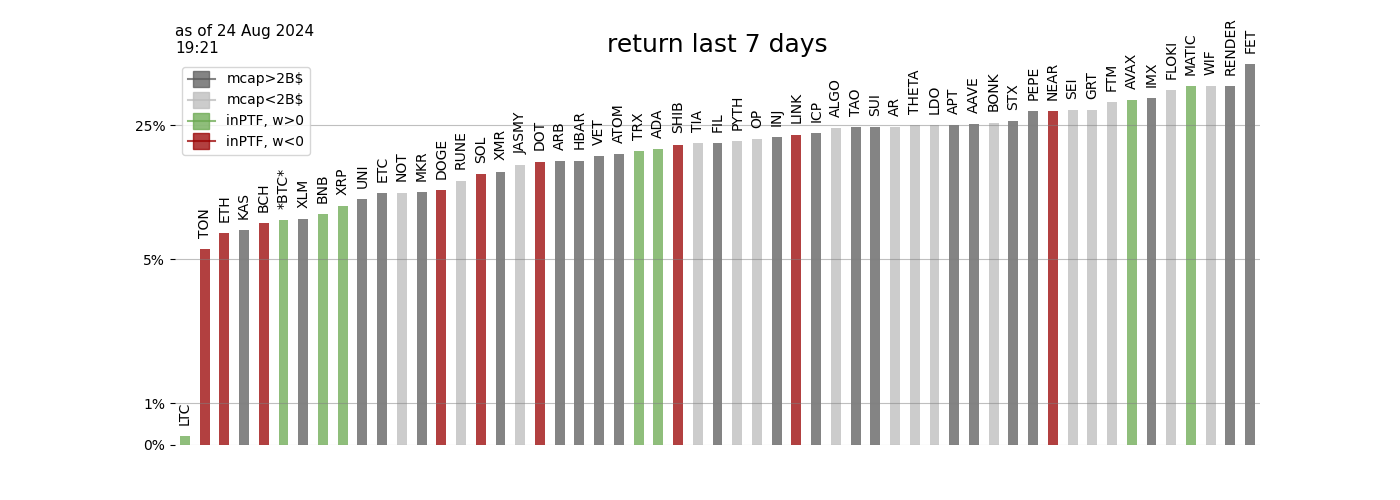 as of 24 Aug 2024
19:21
return last 7 days
mcap>2B$
mcap<2B$
inPTF, w>0
inPTF, w<0
25%
5%
1%
0%
LTC
TON
ETH
KAS
BCH
*BTC*
XLM
BNB
XRP
UNI
ETC
NOT
MKR
DOGE
RUNE
SOL
XMR
JASMY
DOT
ARB
HBAR
VET
ATOM
TRX
ADA
SHIB
TIA
FIL
PYTH
OP
INJ
LINK
ICP
ALGO
TAO
SUI
AR
THETA
LDO
APT
AAVE
BONK
STX
PEPE
NEAR
SEI
GRT
FTM
AVAX
IMX
FLOKI
MATIC
WIF
RENDER
FET